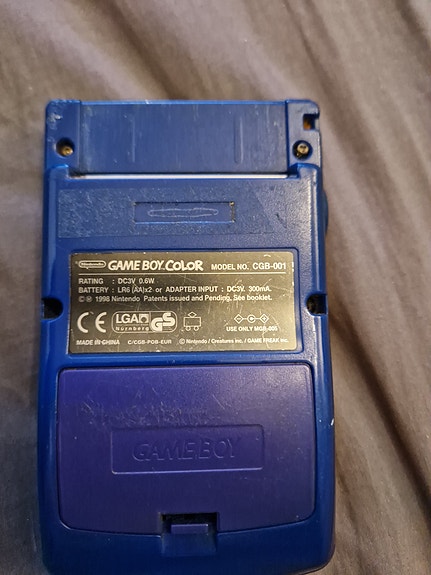 Nintendo GAME BOY COLOR MODEL NO. CGB-001
RATING : DC3V 0.6W
BATTERY : LR6 (AA)x2 or ADAPTER INPUT : DC3V 300mA.
©Ⓜ 1998 Nintendo Patents issued and Pending, See booklet.
CE LGA Nürnberg GS
USE ONLY MGB-005
MADE IN CHINA C/CGB-POB-EUR © Nintendo / Creatures inc. / GAME FREAK inc.
GAME BOY